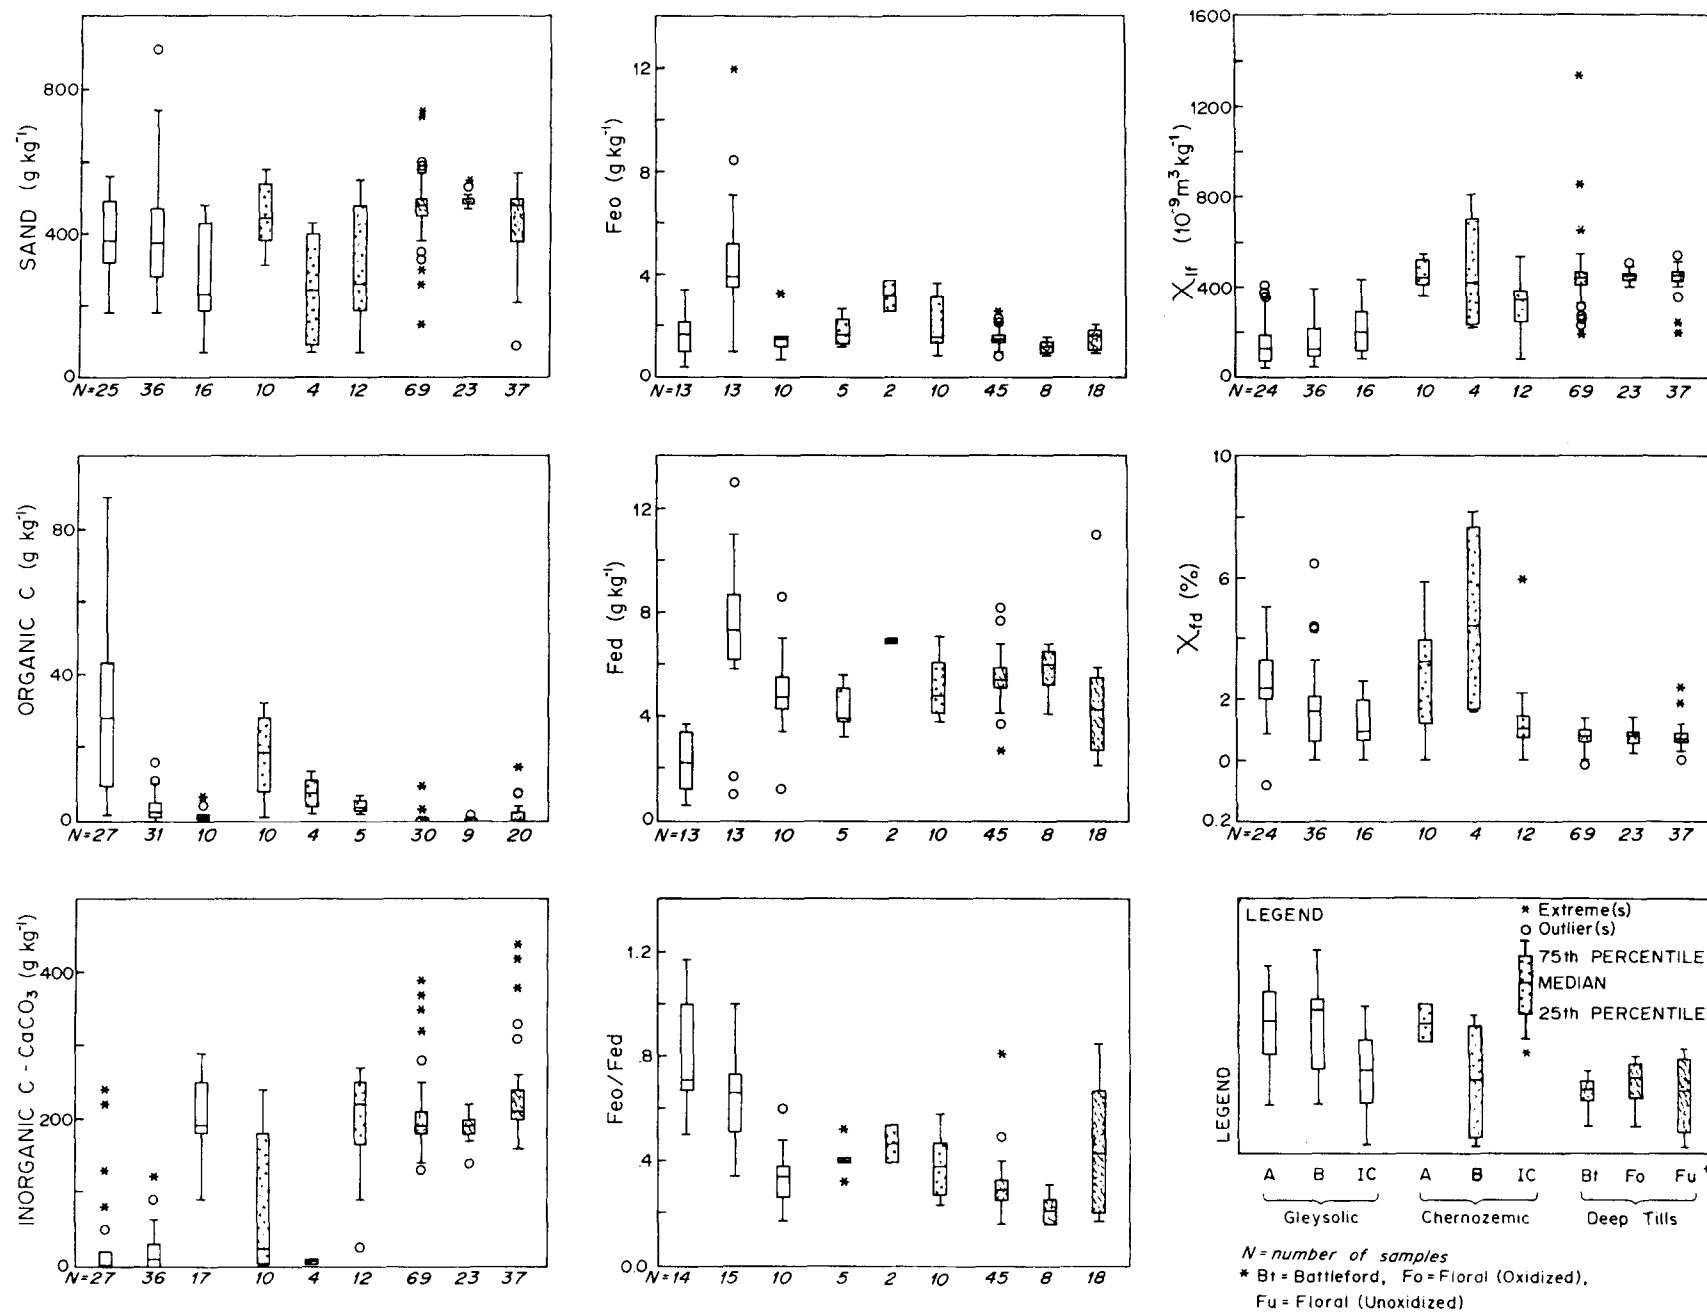 SAND (g kg⁻¹)
800
400
0
N=25 36 16 10 4 12 69 23 37
Feo (g kg⁻¹)
12
8
4
0
N=13 13 10 5 2 10 45 8 18
χlf (10⁻⁹ m³ kg⁻¹)
1600
1200
800
400
0
N=24 36 16 10 4 12 69 23 37
ORGANIC C (g kg⁻¹)
80
40
0
N=27 31 10 10 4 5 30 9 20
Fed (g kg⁻¹)
12
8
4
0
N=13 13 10 5 2 10 45 8 18
χfd (%)
10
6
2
0
0.2
N=24 36 16 10 4 12 69 23 37
INORGANIC C - CaCO₃ (g kg⁻¹)
400
200
0
N=27 36 17 10 4 12 69 23 37
Feo/Fed
1.2
.8
.4
0.0
N=14 15 10 5 2 10 45 8 18
LEGEND
* Extreme(s)
o Outlier(s)
75th PERCENTILE
MEDIAN
25th PERCENTILE
LEGEND
A B IC A B IC Bt Fo Fu
Gleysolic Chernozemic Deep Tills
N = number of samples
* Bt = Battleford, Fo = Floral (Oxidized),
Fu = Floral (Unoxidized)